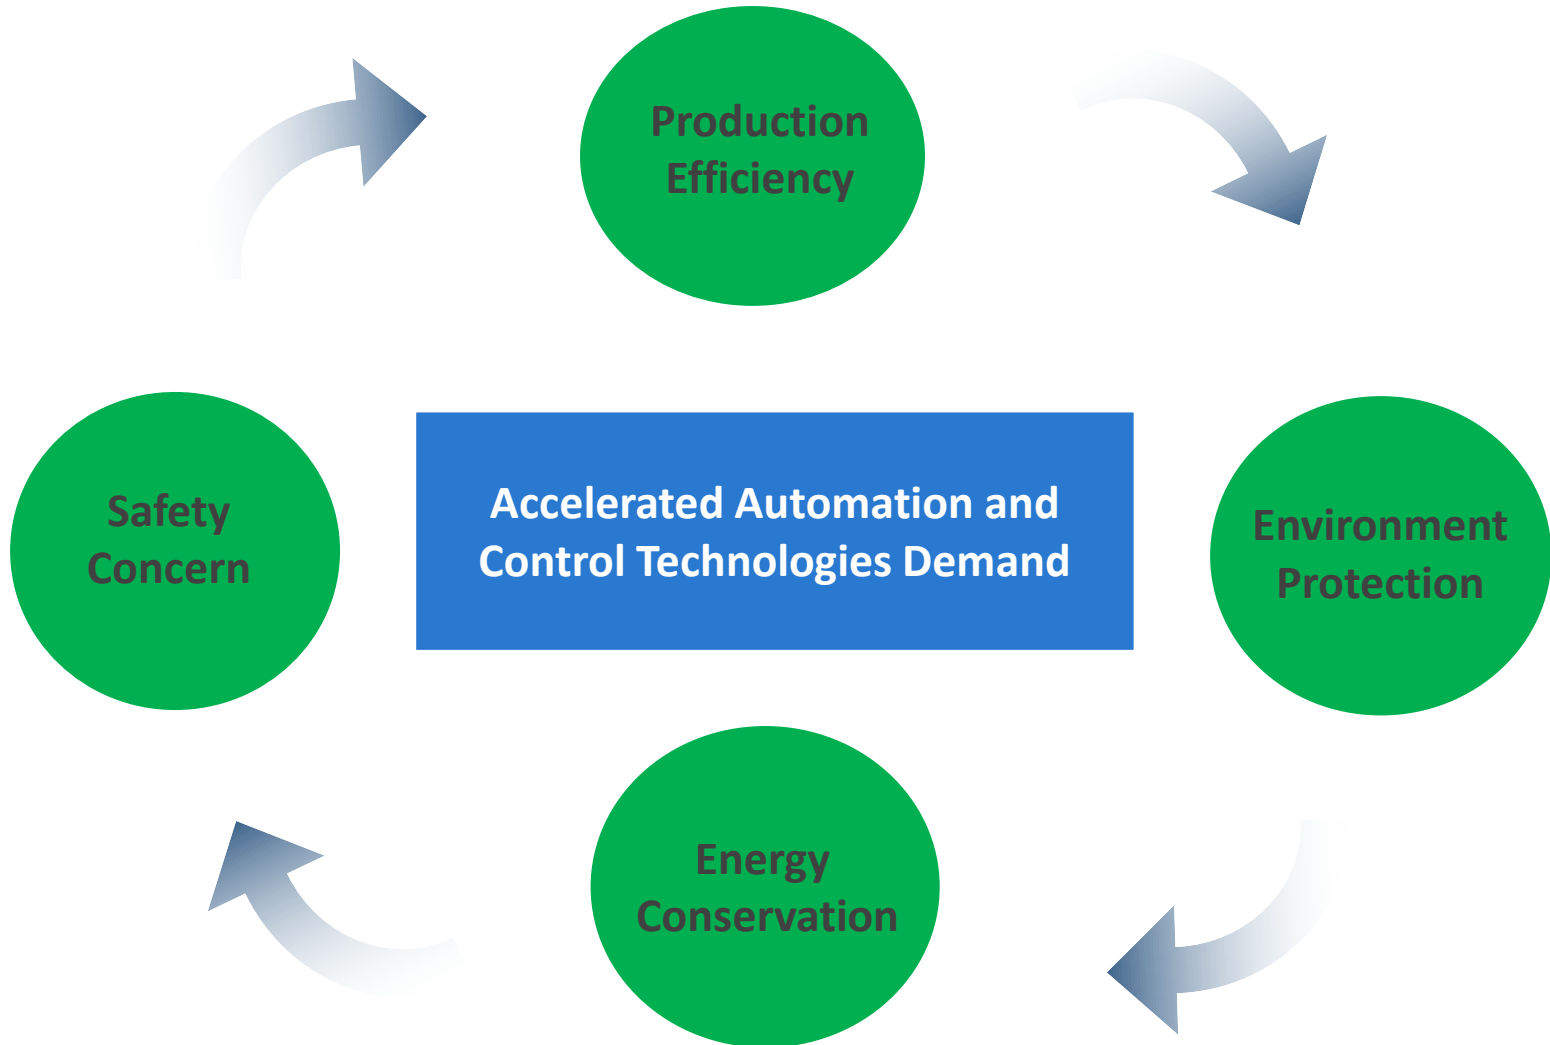 Production
Efficiency
Safety
Concern
Accelerated Automation and
Control Technologies Demand
Environment
Protection
Energy
Conservation